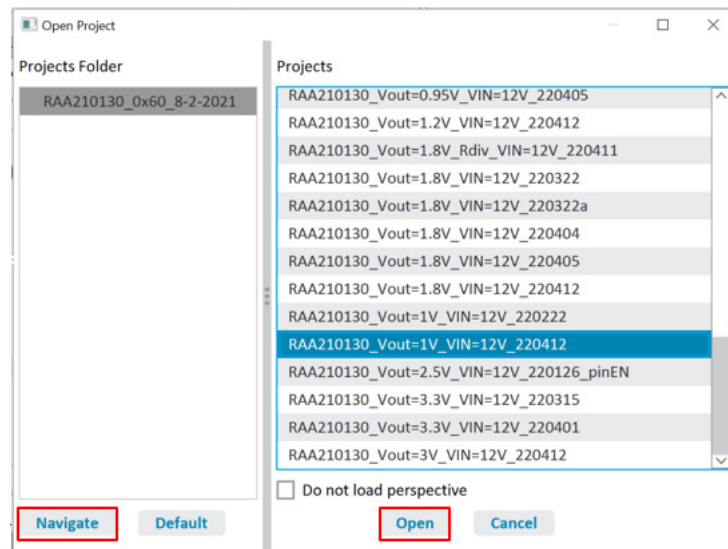 Open Project
Projects Folder
RAA210130_0x60_8-2-2021
Projects
RAA210130_Vout=0.95V_VIN=12V_220405
RAA210130_Vout=1.2V_VIN=12V_220412
RAA210130_Vout=1.8V_Rdiv_VIN=12V_220411
RAA210130_Vout=1.8V_VIN=12V_220322
RAA210130_Vout=1.8V_VIN=12V_220322a
RAA210130_Vout=1.8V_VIN=12V_220404
RAA210130_Vout=1.8V_VIN=12V_220405
RAA210130_Vout=1.8V_VIN=12V_220412
RAA210130_Vout=1V_VIN=12V_220222
RAA210130_Vout=1V_VIN=12V_220412
RAA210130_Vout=2.5V_VIN=12V_220126_pinEN
RAA210130_Vout=3.3V_VIN=12V_220315
RAA210130_Vout=3.3V_VIN=12V_220401
RAA210130_Vout=3V_VIN=12V_220412
Do not load perspective
Navigate Default Open Cancel